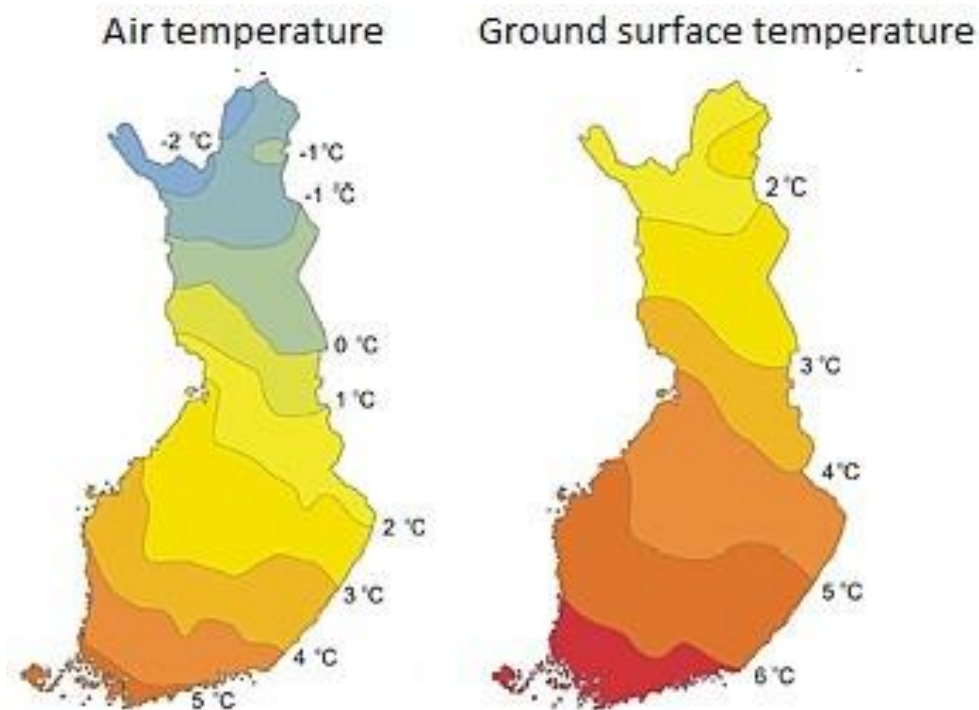 Air temperature
-2 °C
-1 °C
-1 °C
0 °C
1 °C
2 °C
3 °C
4 °C
5 °C
Ground surface temperature
2 °C
3 °C
4 °C
5 °C
6 °C